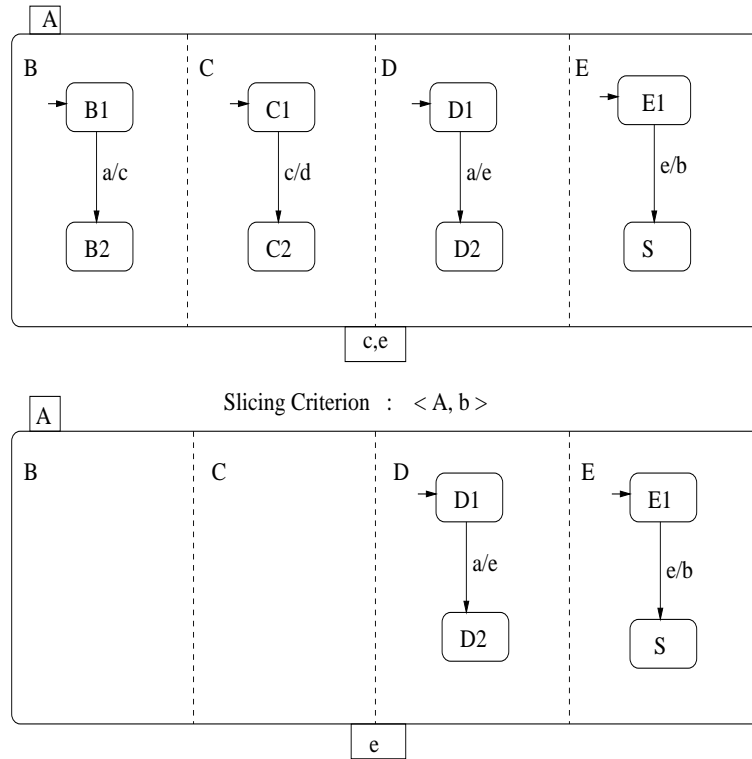 A
B C D E
B1 C1 D1 E1
a/c c/d a/e e/b
B2 C2 D2 S
c,e
Slicing Criterion : < A, b >
A
B C D E
D1 E1
a/e e/b
D2 S
e